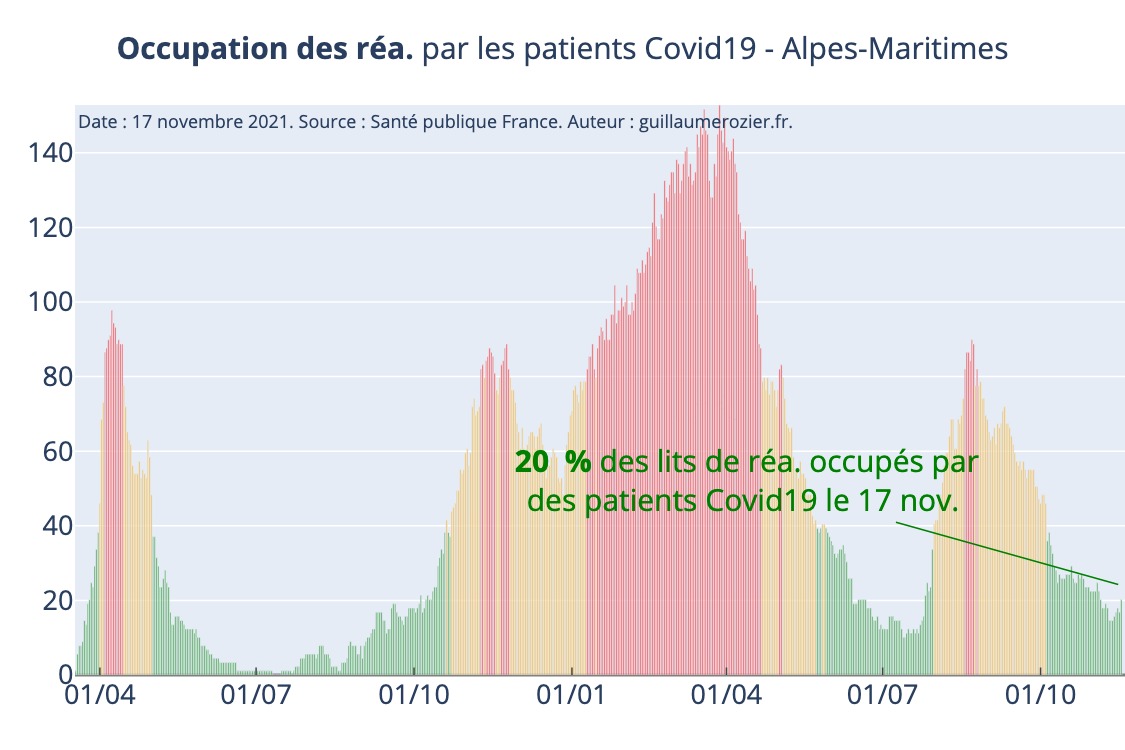 Occupation des réa. par les patients Covid19 - Alpes-Maritimes
Date : 17 novembre 2021. Source : Santé publique France. Auteur : guillaumerozier.fr.
140
120
100
80
60
40
20
0
20 % des lits de réa. occupés par
des patients Covid19 le 17 nov.
01/04 01/07 01/10 01/01 01/04 01/07 01/10